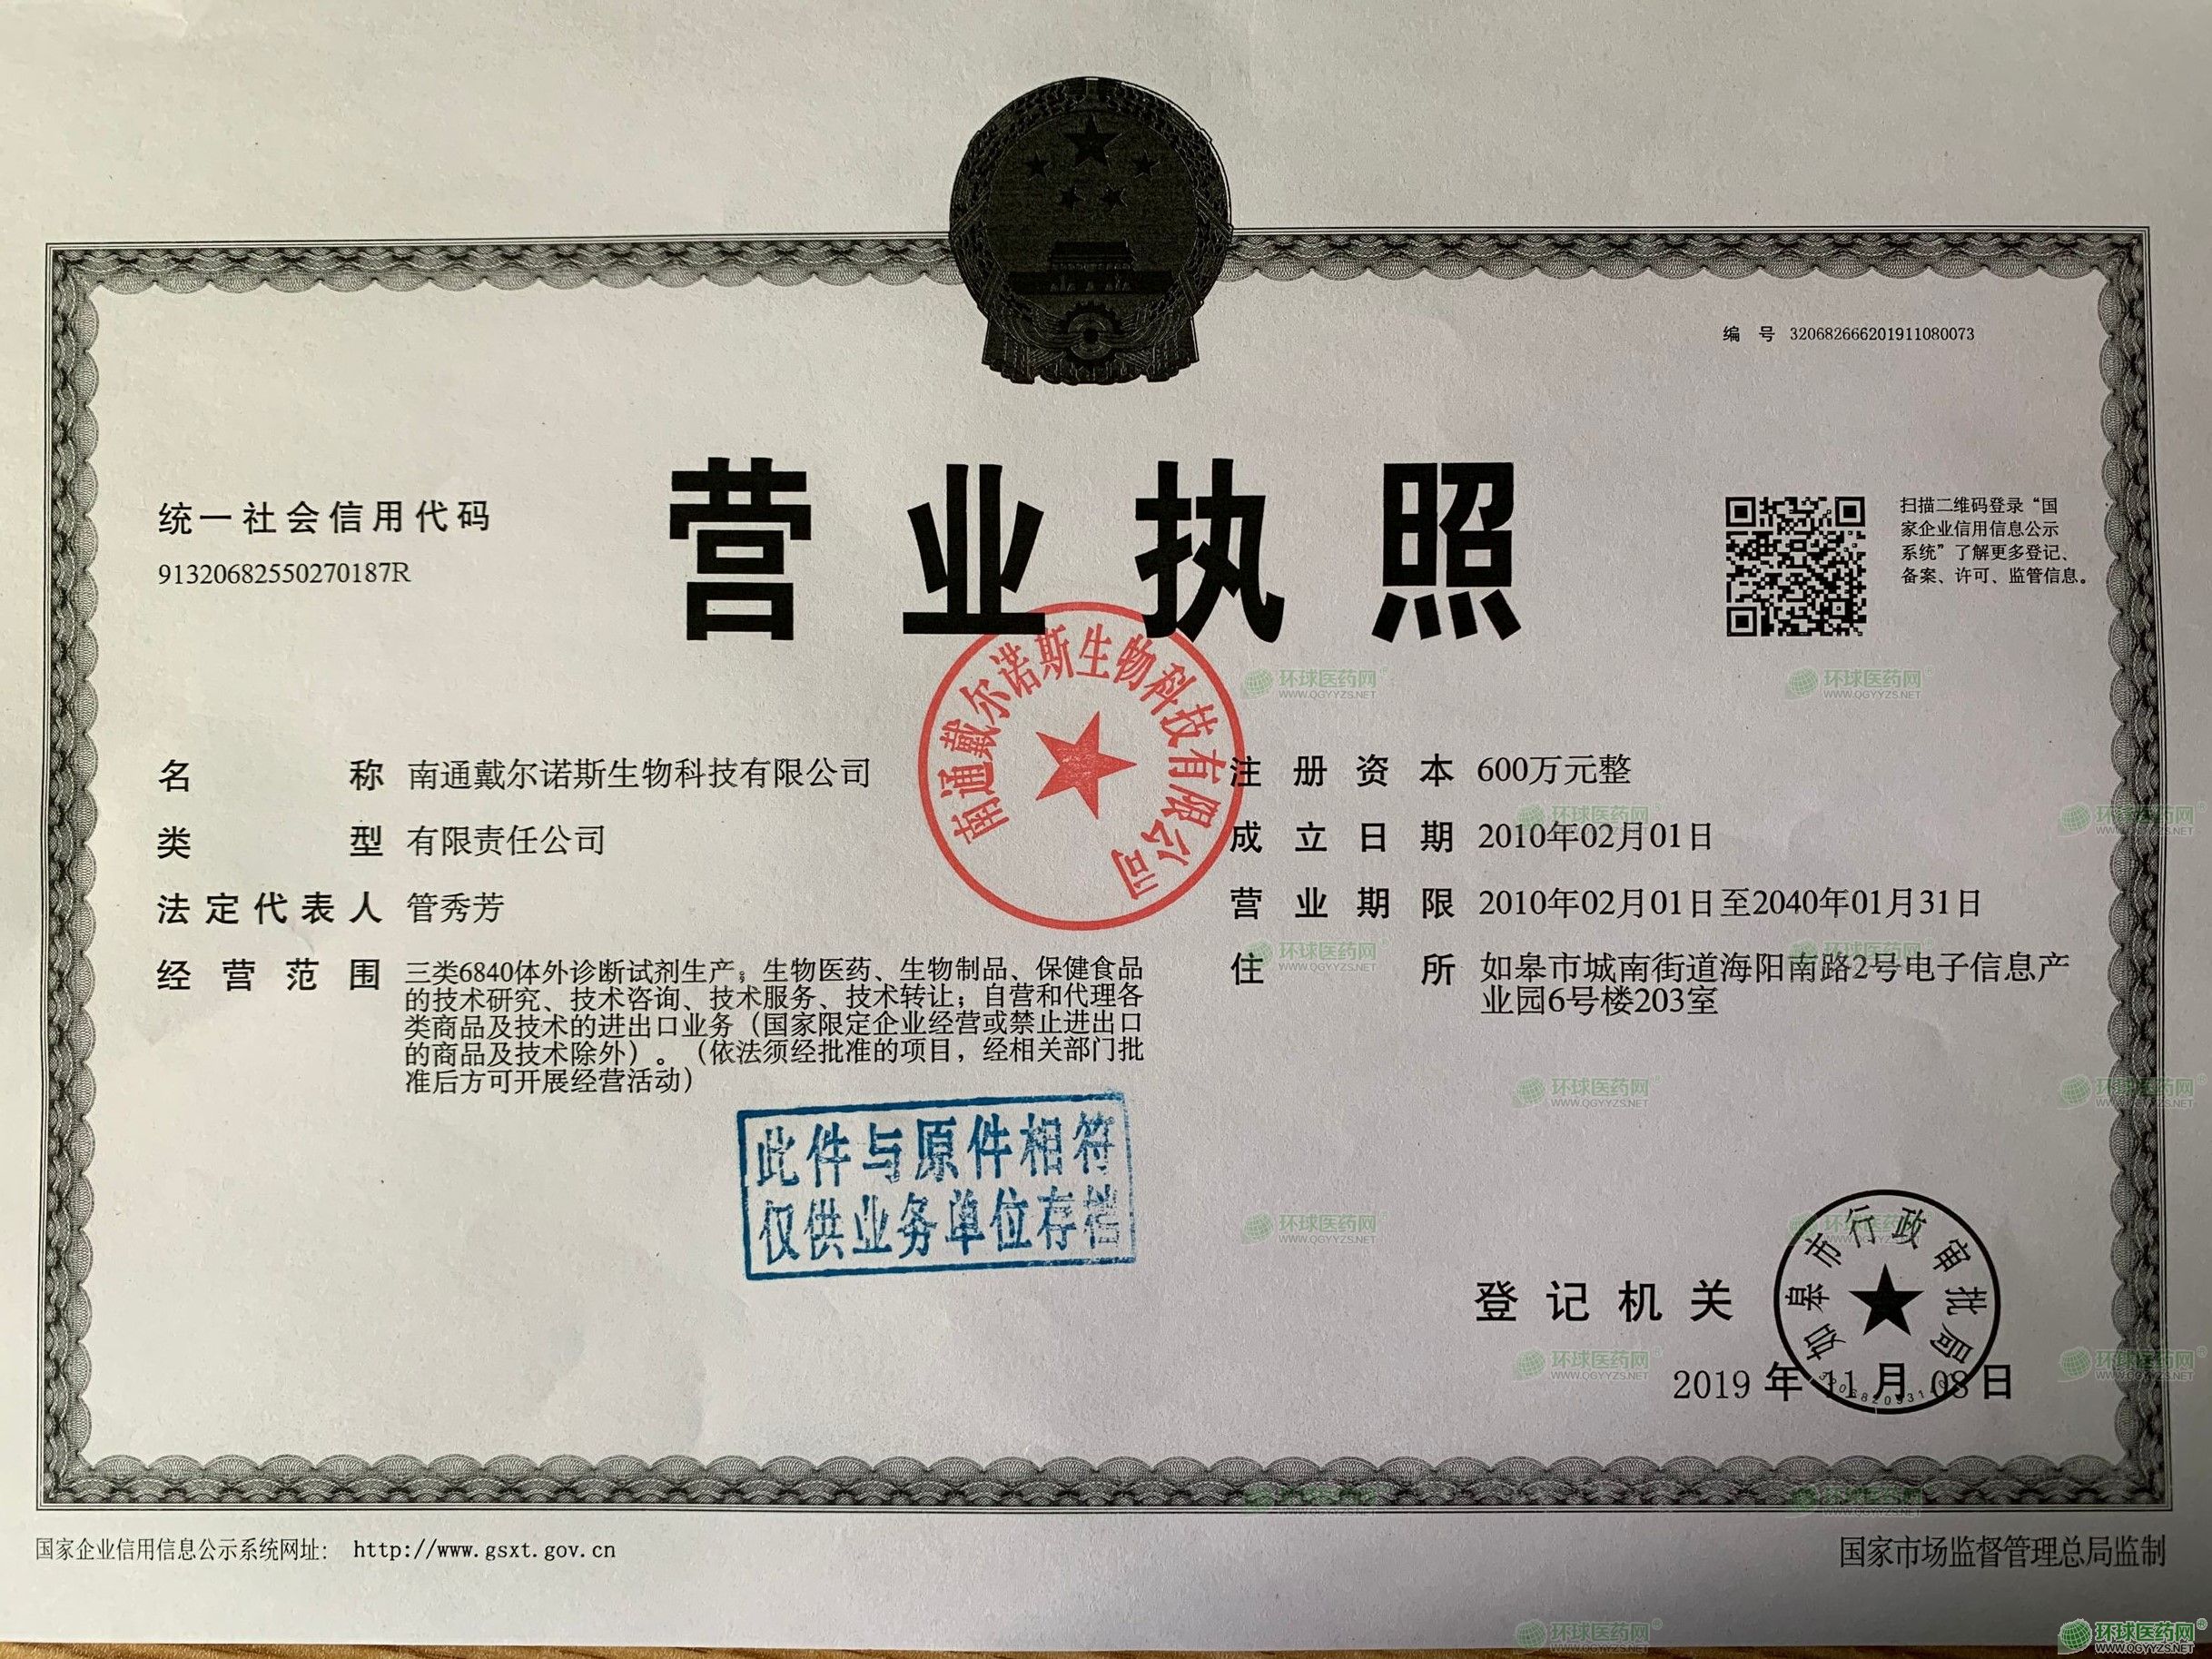 编 号 320682666201911080073
统一社会信用代码
91320682550270187R
营业执照
扫描二维码登录“国
家企业信用信息公示
系统”了解更多登记、
备案、许可、监管信息。
南通戴尔诺斯生物科技有限公司
名 称 南通戴尔诺斯生物科技有限公司
类 型 有限责任公司
法定代表人 管秀芳
经营范围 三类6840体外诊断试剂生产；生物医药、生物制品、保健食品
的技术研究、技术咨询、技术服务、技术转让；自营和代理各
类商品及技术的进出口业务（国家限定企业经营或禁止进出口
的商品及技术除外）。（依法须经批准的项目，经相关部门批
准后方可开展经营活动）
注册资本 600万元整
成立日期 2010年02月01日
营业期限 2010年02月01日至2040年01月31日
住 所 如皋市城南街道海阳南路2号电子信息产
业园6号楼203室
此件与原件相符
仅供业务单位存档
登记机关
如皋市行政审批局
2019年11月08日
国家企业信用信息公示系统网址： http://www.gsxt.gov.cn
国家市场监督管理总局监制
环球医药网
WWW.QGYYZS.NET